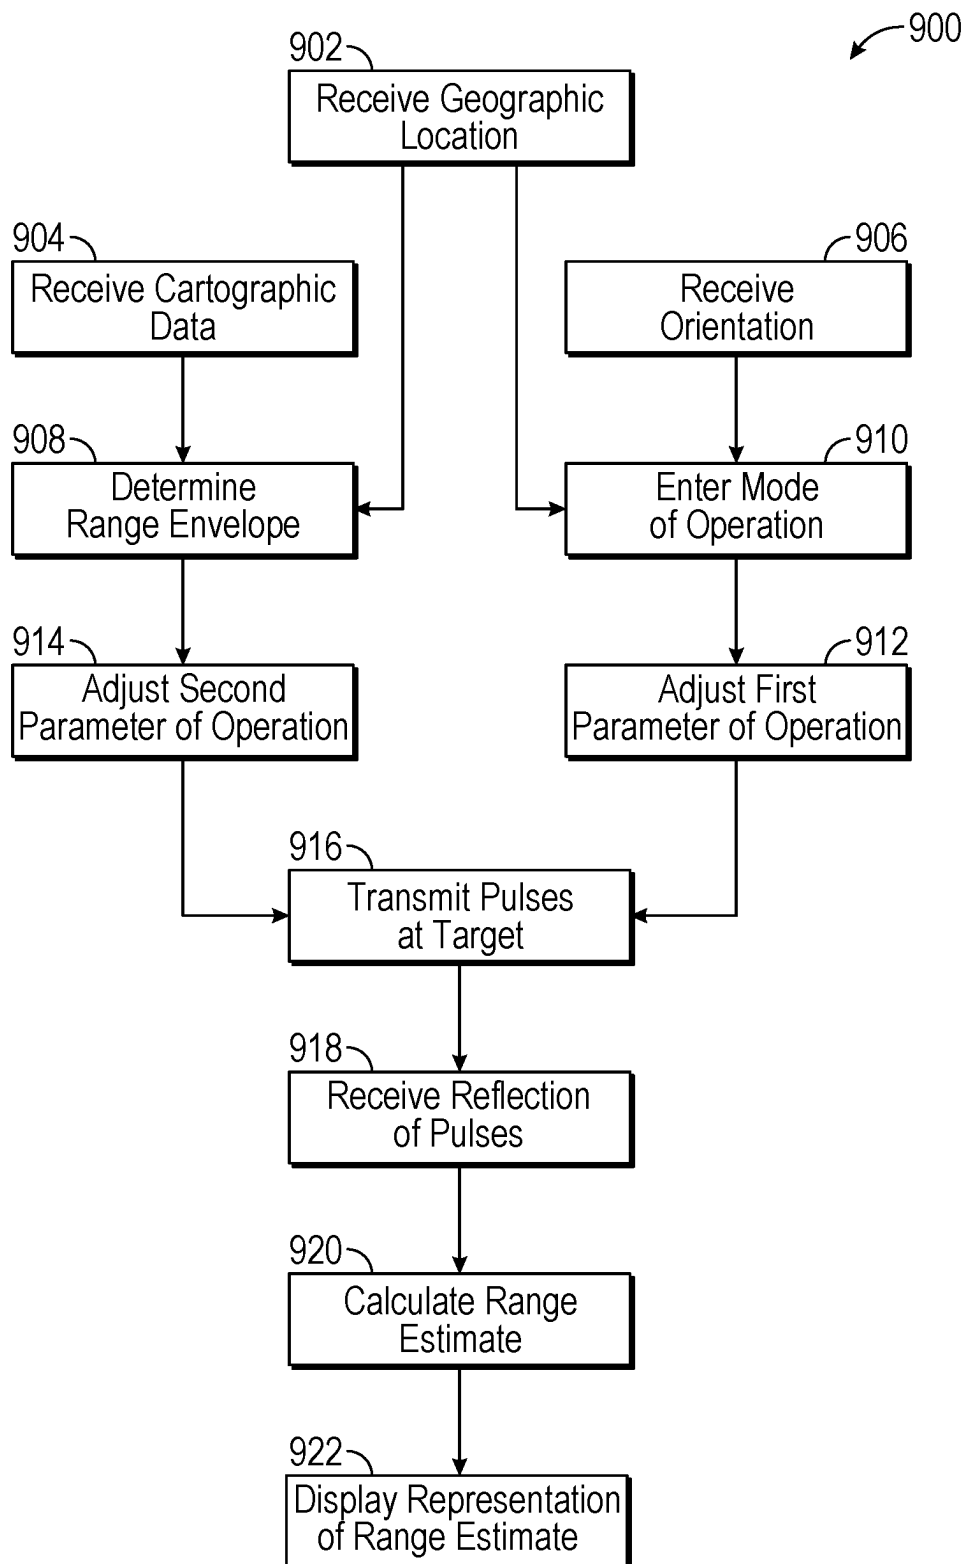 900
902
Receive Geographic
Location
904
Receive Cartographic
Data
906
Receive
Orientation
908
Determine
Range Envelope
910
Enter Mode
of Operation
914
Adjust Second
Parameter of Operation
912
Adjust First
Parameter of Operation
916
Transmit Pulses
at Target
918
Receive Reflection
of Pulses
920
Calculate Range
Estimate
922
Display Representation
of Range Estimate